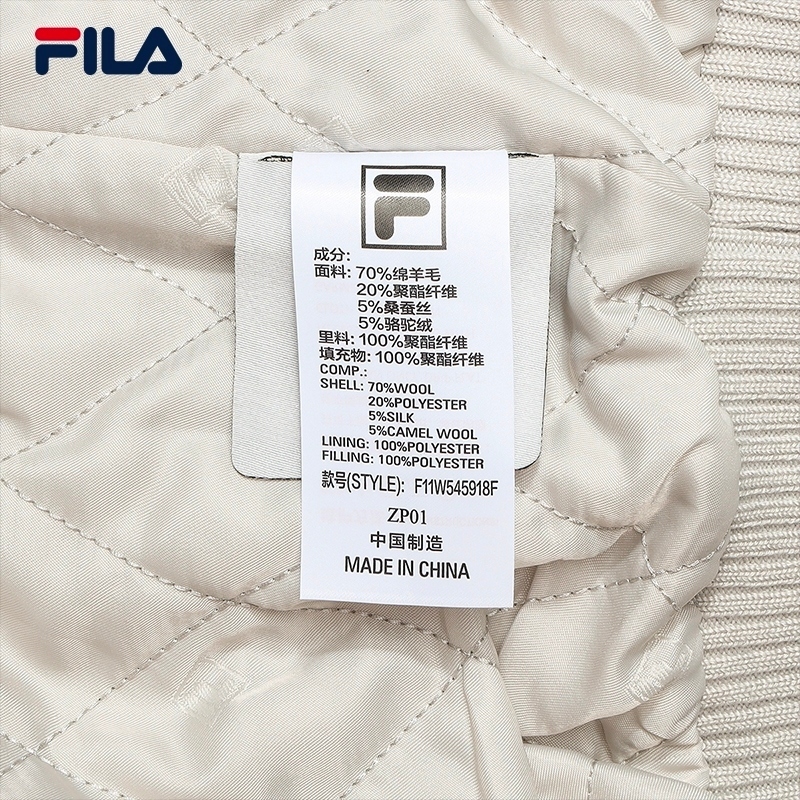 FILA
F
成分:
面料: 70%绵羊毛
20%聚酯纤维
5%桑蚕丝
5%骆驼绒
里料: 100%聚酯纤维
填充物: 100%聚酯纤维
COMP.:
SHELL: 70%WOOL
20%POLYESTER
5%SILK
5%CAMEL WOOL
LINING: 100%POLYESTER
FILLING: 100%POLYESTER
款号(STYLE): F11W545918F
ZP01
中国制造
MADE IN CHINA